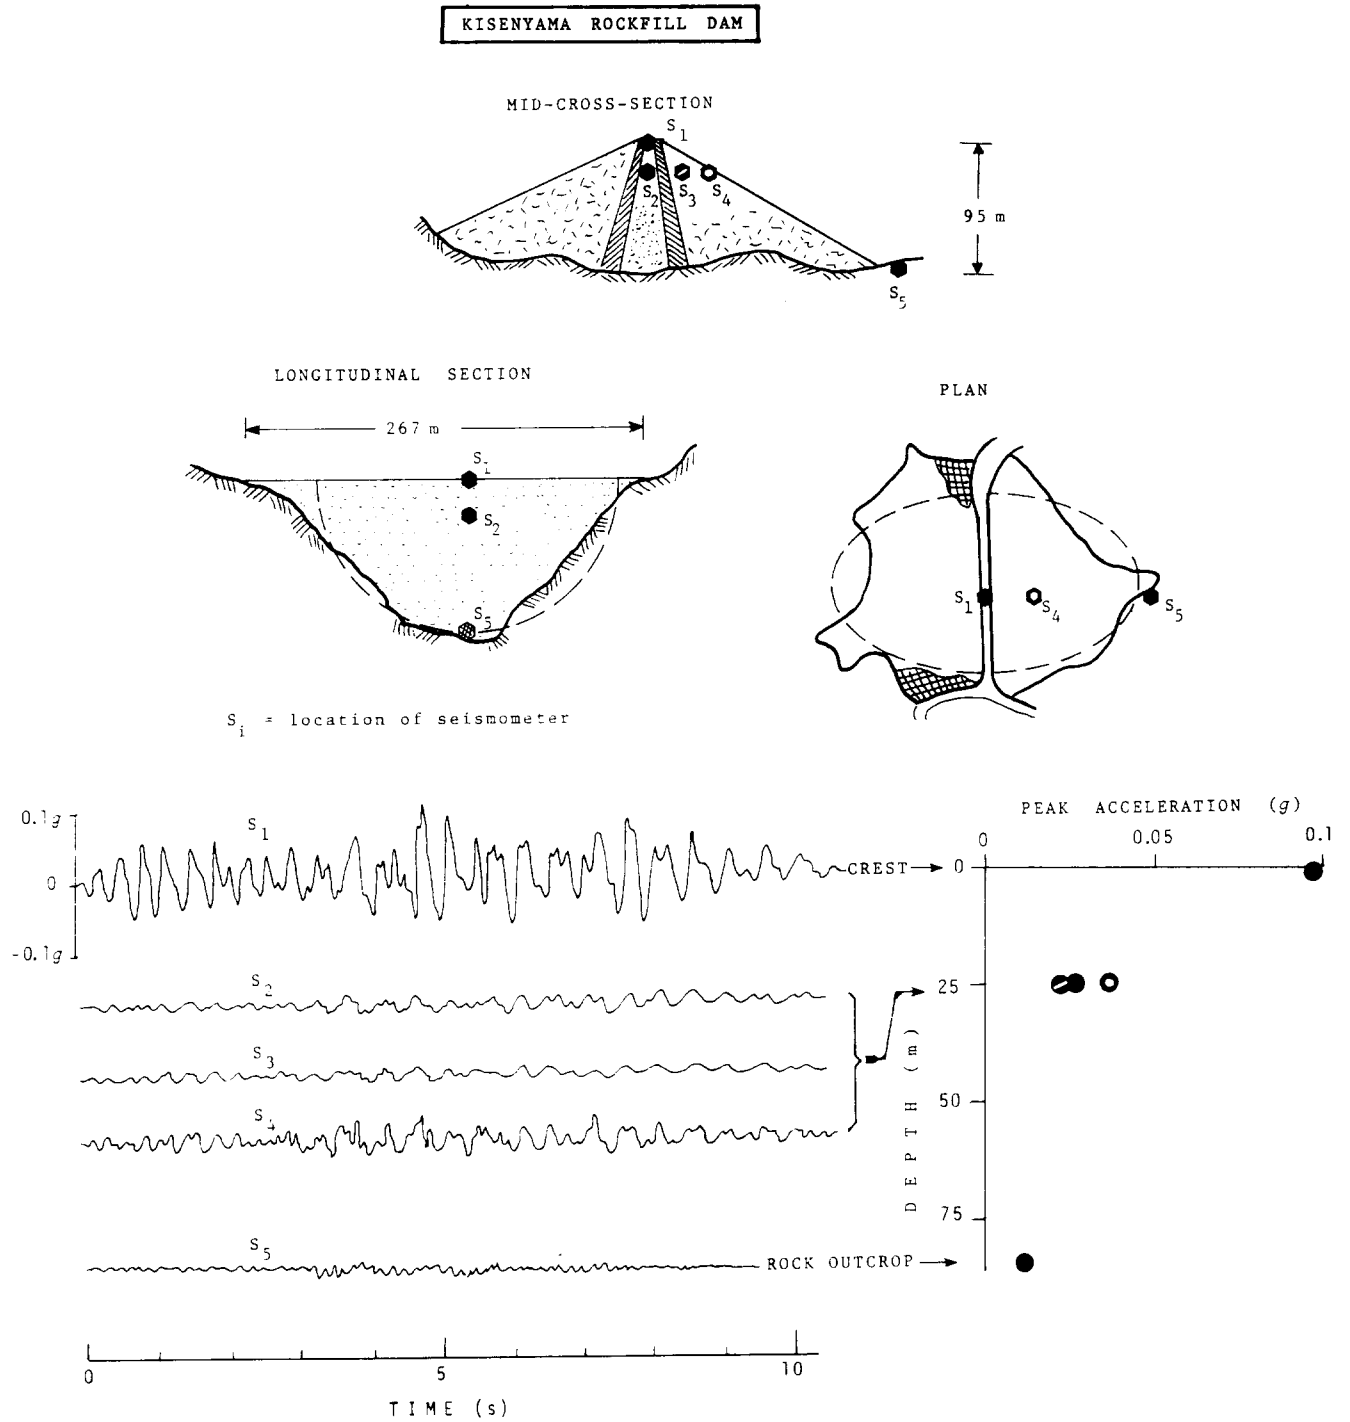 KISENYAMA ROCKFILL DAM
MID-CROSS-SECTION
S1
S2 S3 S4
95 m
S5
LONGITUDINAL SECTION
PLAN
267 m
S1
S2
S5
S1 S4 S5
Si = location of seismometer
PEAK ACCELERATION (g)
0 0.05 0.1
0.1g
0
-0.1g
S1
CREST
0
S2
25
S3
S4
50
DEPTH (m)
75
S5
ROCK OUTCROP
0 5 10
TIME (s)